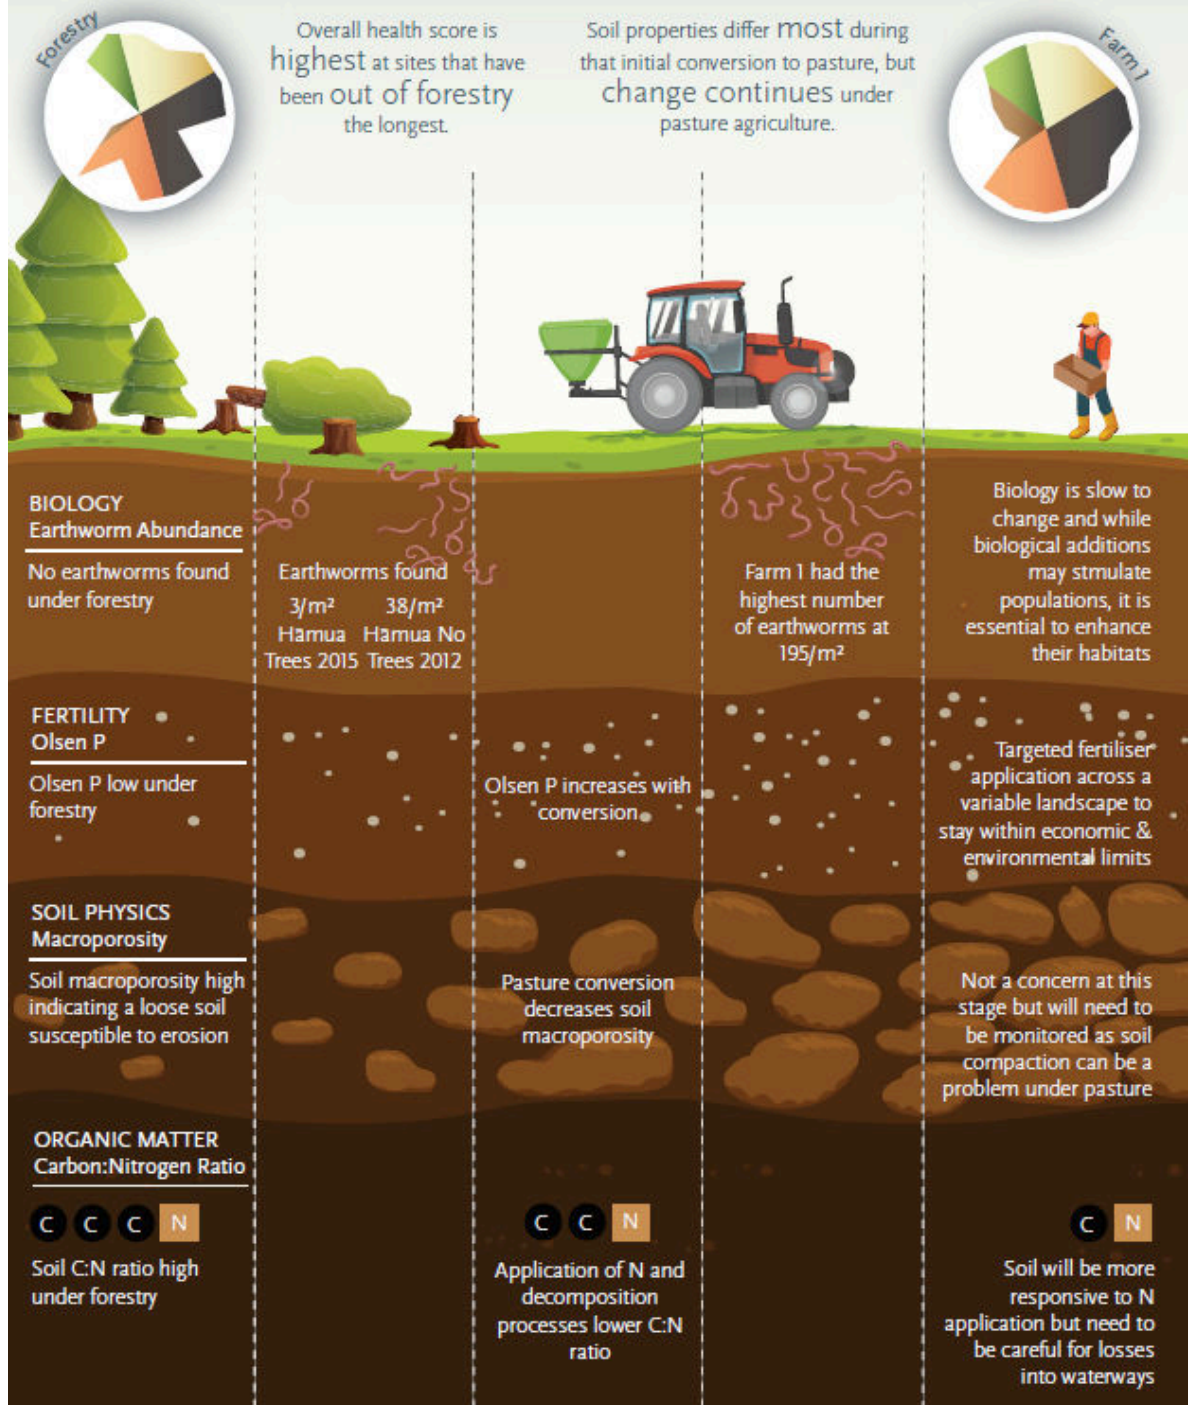 Forestry
Overall health score is
highest at sites that have
been out of forestry
the longest.
Soil properties differ most during
that initial conversion to pasture, but
change continues under
pasture agriculture.
Farm 1
BIOLOGY
Earthworm Abundance
No earthworms found
under forestry
Earthworms found
3/m²
Hāmua
Trees 2015
38/m²
Hāmua No
Trees 2012
Farm 1 had the
highest number
of earthworms at
195/m²
Biology is slow to
change and while
biological additions
may stmulate
populations, it is
essential to enhance
their habitats
FERTILITY
Olsen P
Olsen P low under
forestry
Olsen P increases with
conversion
Targeted fertiliser
application across a
variable landscape to
stay within economic &
environmental limits
SOIL PHYSICS
Macroporosity
Soil macroporosity high
indicating a loose soil
susceptible to erosion
Pasture conversion
decreases soil
macroporosity
Not a concern at this
stage but will need to
be monitored as soil
compaction can be a
problem under pasture
ORGANIC MATTER
Carbon:Nitrogen Ratio
C C C N
Soil C:N ratio high
under forestry
C C N
Application of N and
decomposition
processes lower C:N
ratio
C N
Soil will be more
responsive to N
application but need to
be careful for losses
into waterways